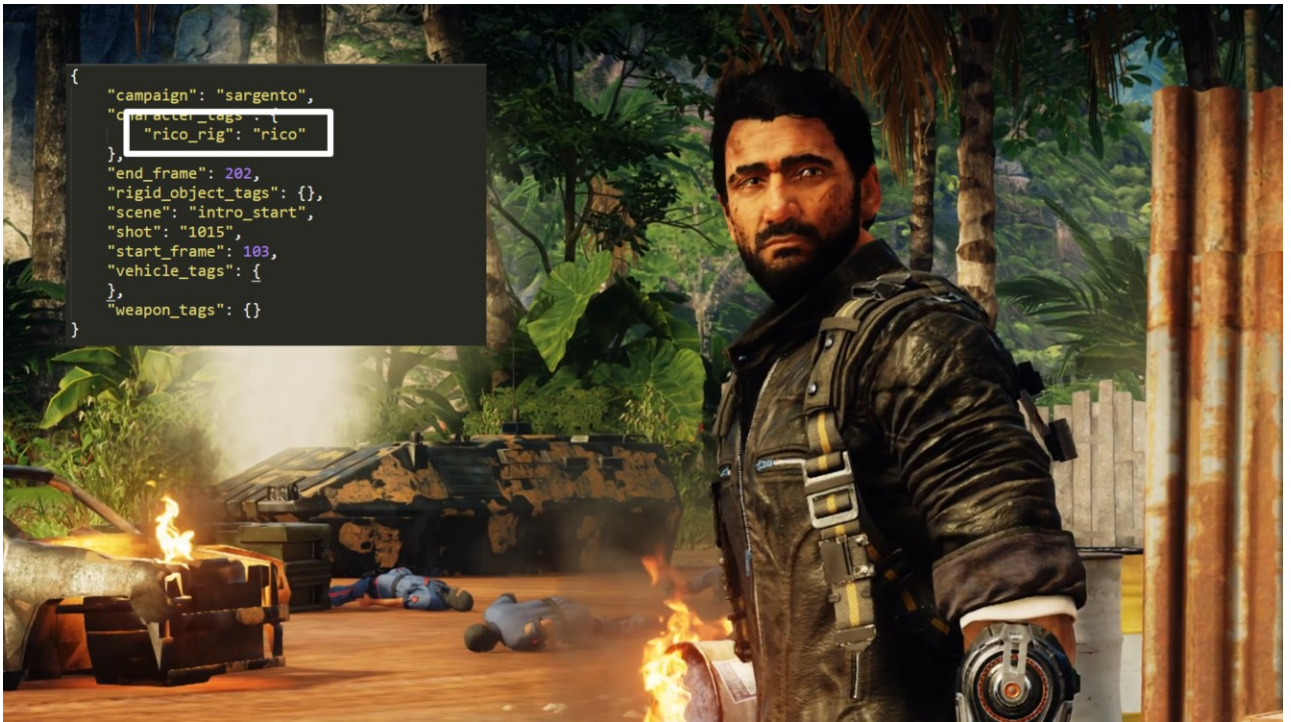 {
"campaign": "sargento",
"character_tags": {
"rico_rig": "rico"
},
"end_frame": 202,
"rigid_object_tags": {},
"scene": "intro_start",
"shot": "1015",
"start_frame": 103,
"vehicle_tags": {
},
"weapon_tags": {}
}